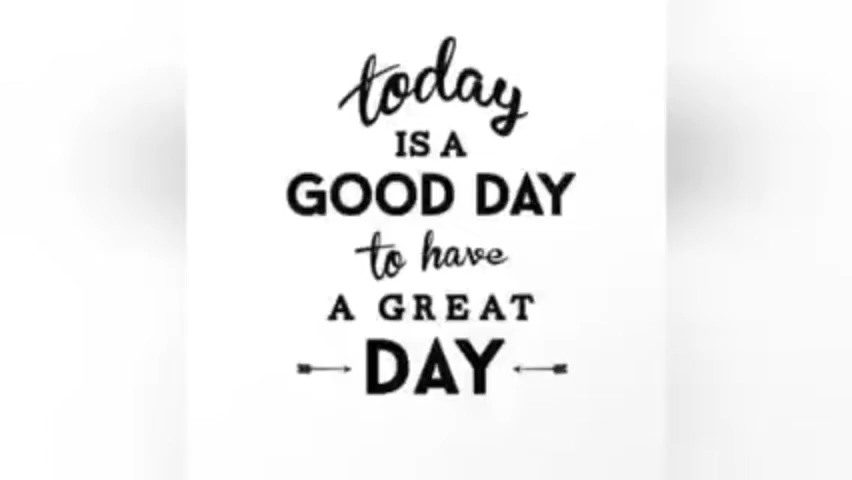 today
IS A
GOOD DAY
to have
A GREAT
DAY